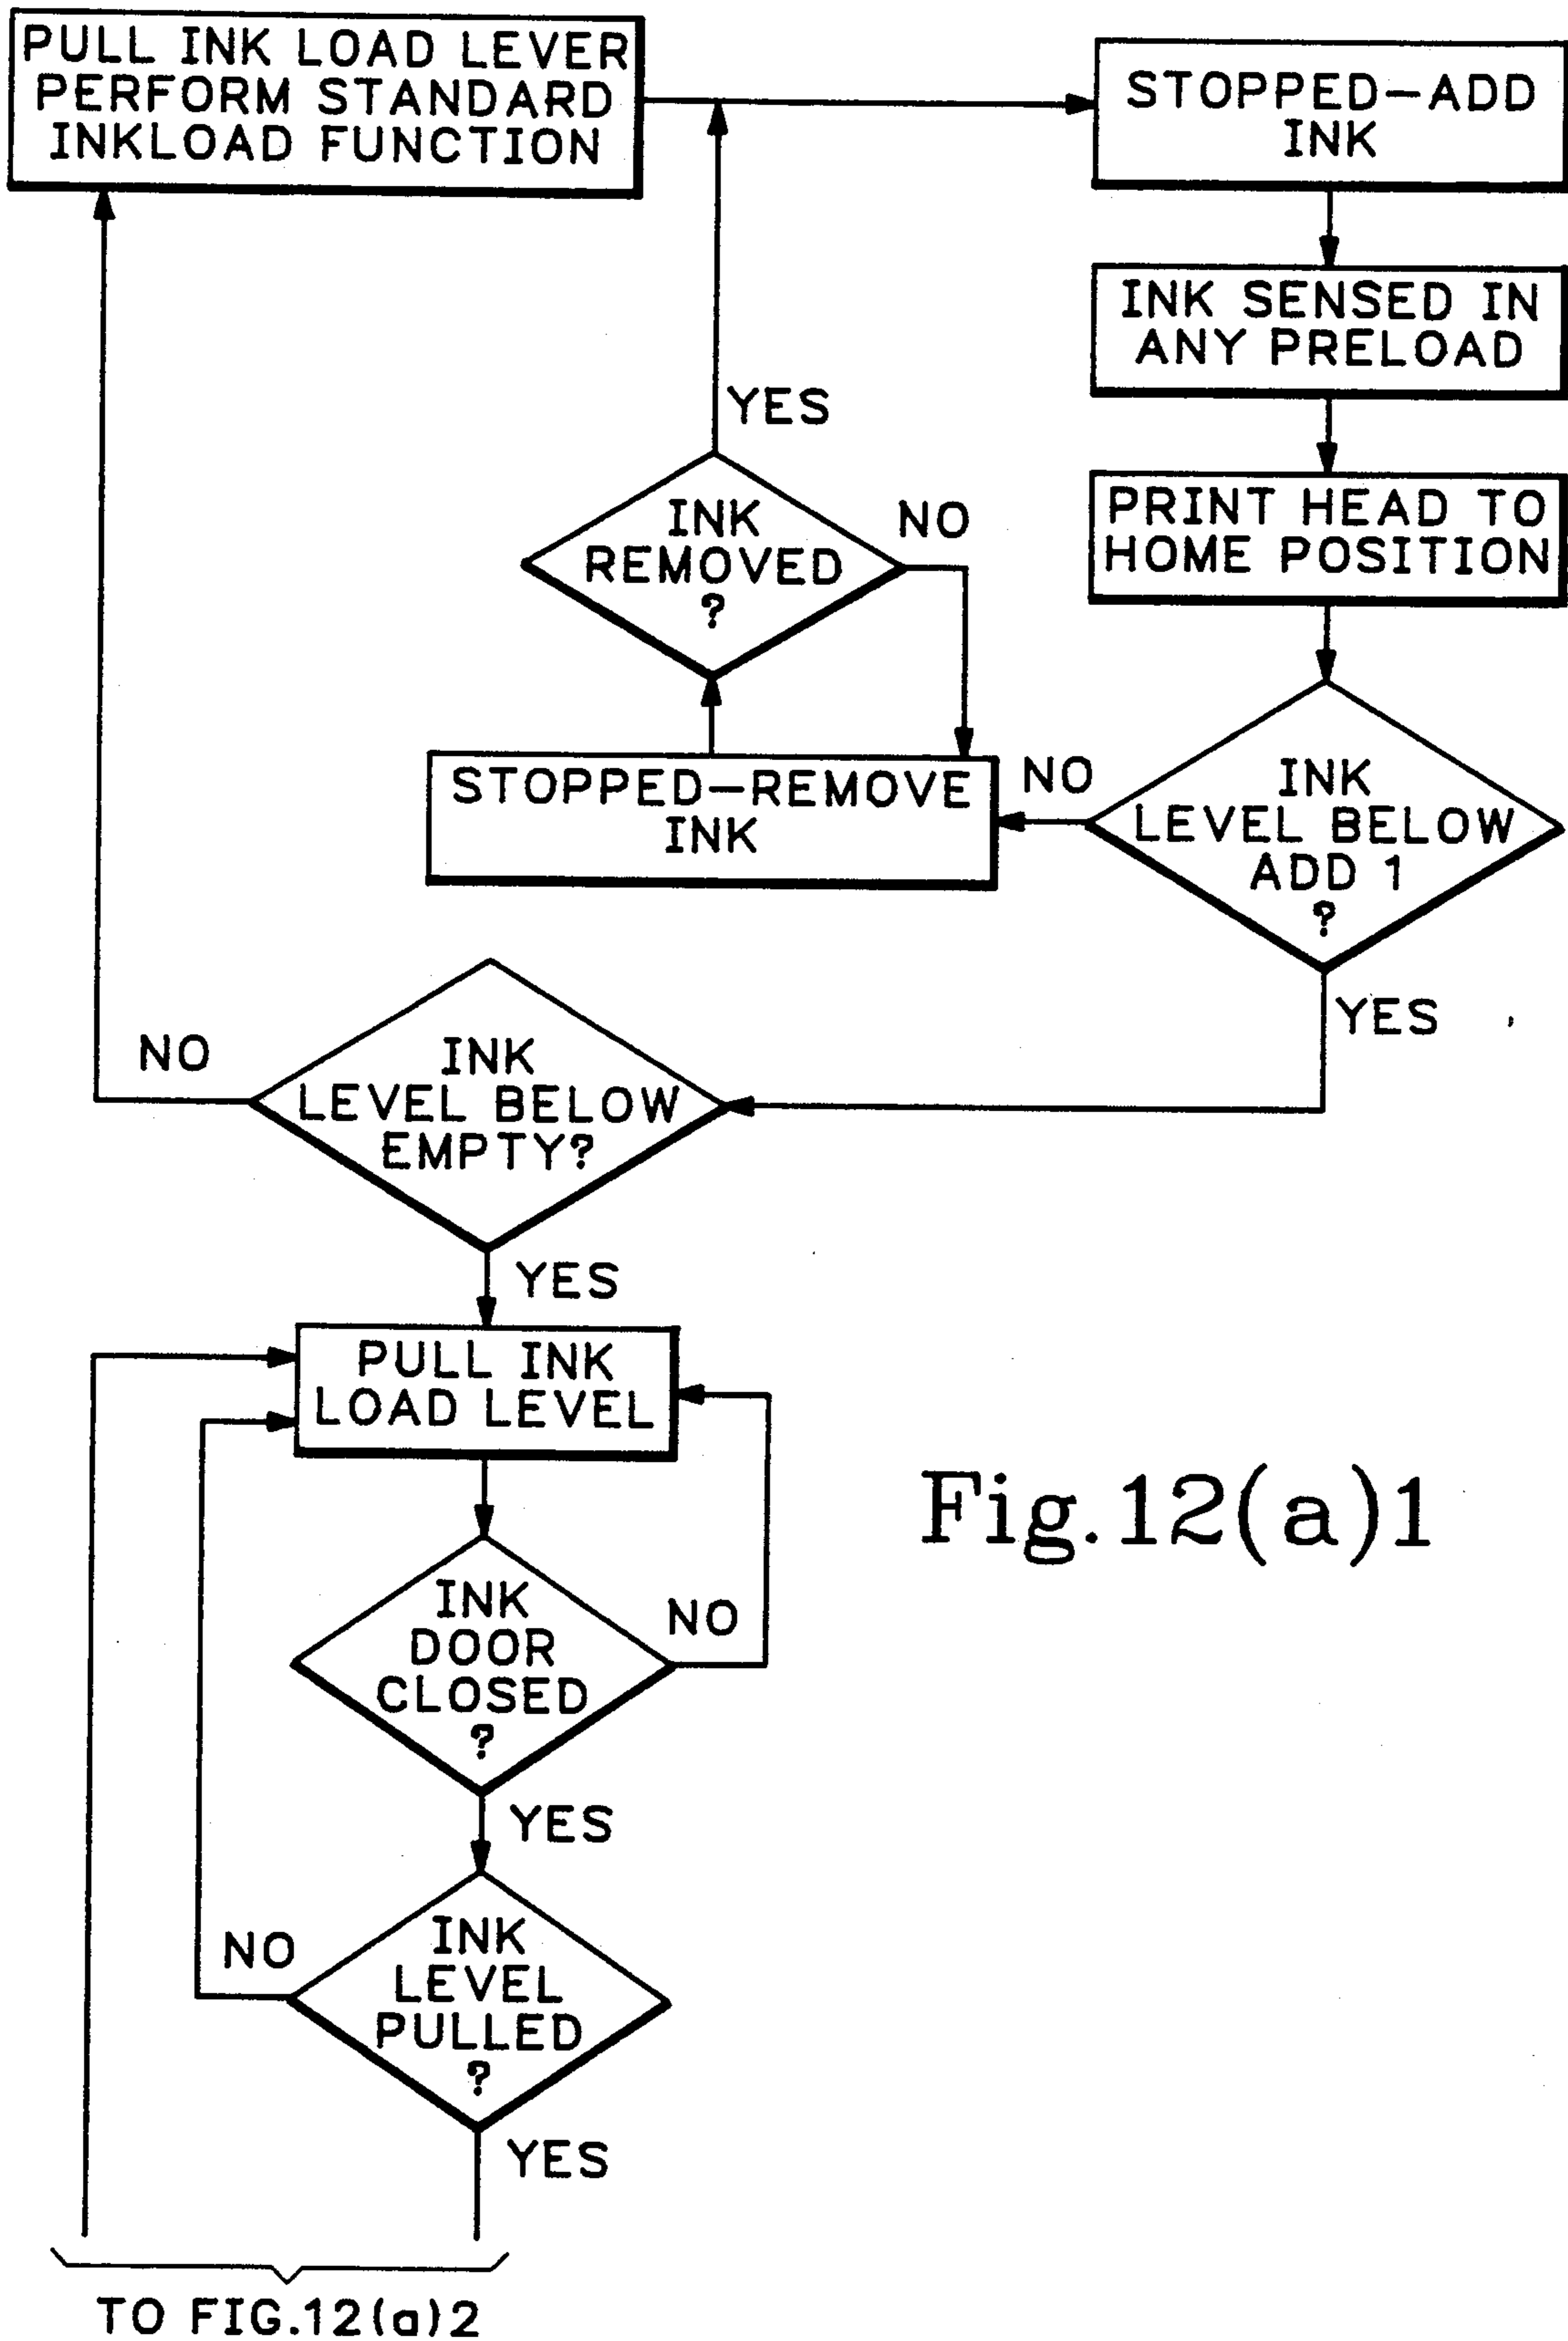 PULL INK LOAD LEVER
PERFORM STANDARD
INKLOAD FUNCTION
STOPPED-ADD
INK
INK SENSED IN
ANY PRELOAD
PRINT HEAD TO
HOME POSITION
YES
INK
REMOVED
?
NO
STOPPED-REMOVE
INK
NO
INK
LEVEL BELOW
ADD 1
?
YES
NO
INK
LEVEL BELOW
EMPTY?
YES
PULL INK
LOAD LEVEL
Fig.12(a)1
INK
DOOR
CLOSED
?
NO
YES
NO
INK
LEVEL
PULLED
?
YES
TO FIG.12(a)2